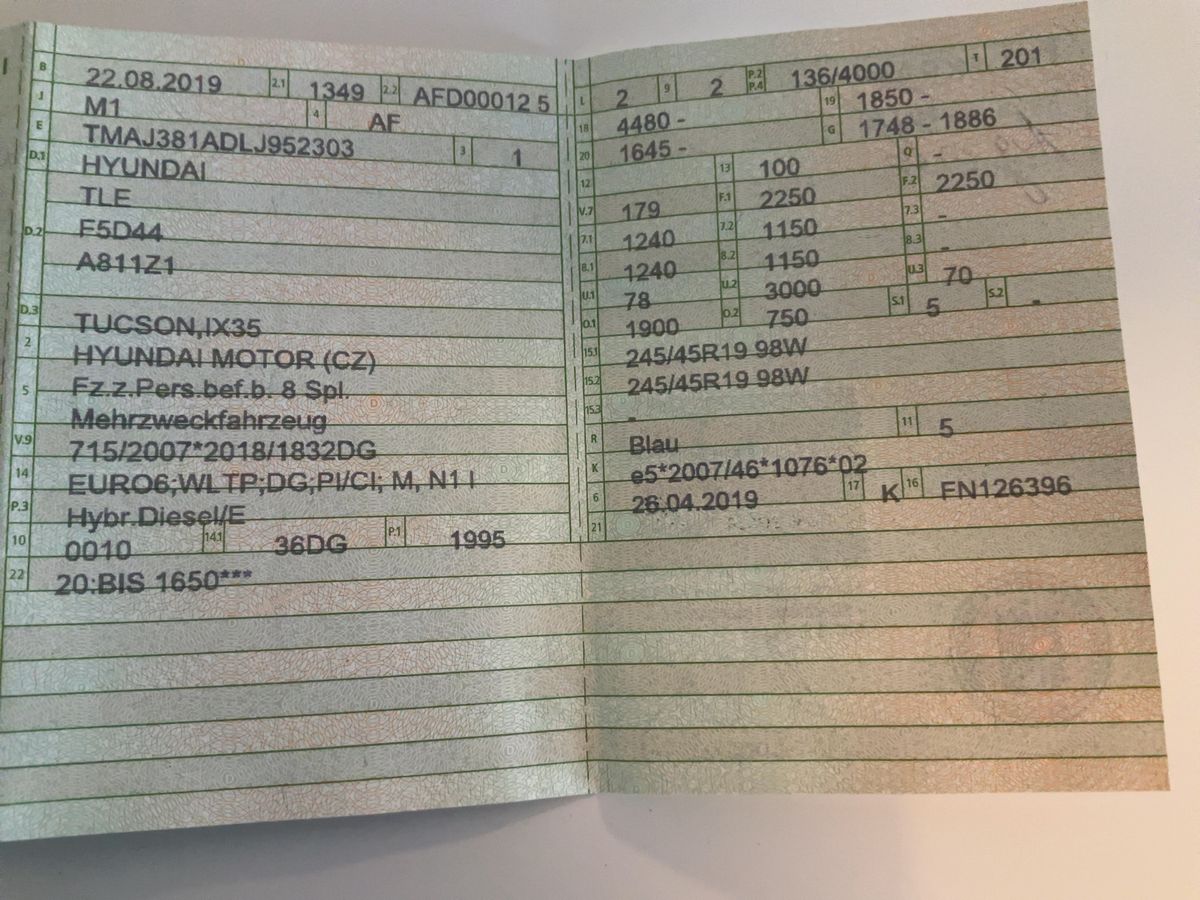 B 22.08.2019 2.1 1349 2.2 AFD00012 5
J M1 4 AF
E TMAJ381ADLJ952303 3 1
D.1 HYUNDAI
TLE
D.2 F5D44
A811Z1
D.3 TUCSON,IX35
2 HYUNDAI MOTOR (CZ)
5 Fz.z.Pers.bef.b. 8 Spl.
Mehrzweckfahrzeug
V.9 715/2007*2018/1832DG
14 EURO6;WLTP;DG;PI/CI; M, N1 I
P.3 Hybr.Diesel/E
10 0010 14.1 36DG P.1 1995
22 20:BIS 1650***
L 2 9 2 P.2 P.4 136/4000 T 201
18 4480 - 19 1850 -
20 1645 - G 1748 - 1886
12 13 100 Q -
V.7 179 F.1 2250 F.2 2250
7.1 1240 7.2 1150 7.3 -
8.1 1240 8.2 1150 8.3 -
U.1 78 U.2 3000 U.3 70
O.1 1900 O.2 750 S.1 5 S.2 -
15.1 245/45R19 98W
15.2 245/45R19 98W
15.3 -
R Blau 11 5
K e5*2007/46*1076*02
6 26.04.2019 17 K 16 FN126396
21